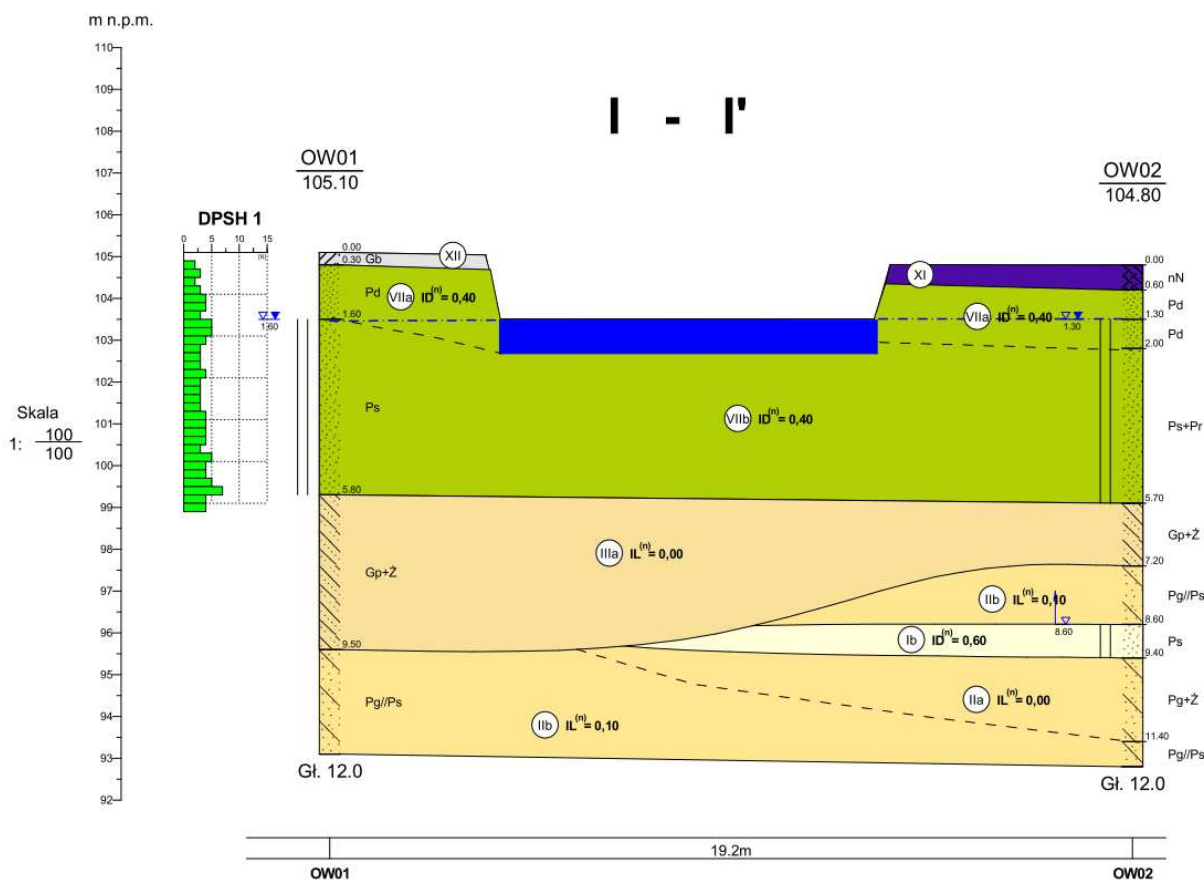 m n.p.m.
110
109
108
107
106
105
104
103
102
101
100
99
98
97
96
95
94
93
92
Skala
1: 100
100
I - I'
OW01
105.10
OW02
104.80
DPSH 1
0 5 10 15
(N)
1.60
0.00
0.30 Gb
XII
Pd
VIIa ID(n)= 0,40
1.60
Ps
5.80
Gp+Ż
9.50
Pg//Ps
Gł. 12.0
VIIb ID(n)= 0,40
IIIa IL(n)= 0,00
IIb IL(n)= 0,10
XI
VIIa ID(n)= 0,40
1.30
IIb IL(n)= 0,10
8.60
Ib ID(n)= 0,60
IIa IL(n)= 0,00
0.00
nN
0.60
Pd
1.30
Pd
2.00
Ps+Pr
5.70
Gp+Ż
7.20
Pg//Ps
8.60
Ps
9.40
Pg+Ż
11.40
Pg//Ps
Gł. 12.0
19.2m
OW01 OW02